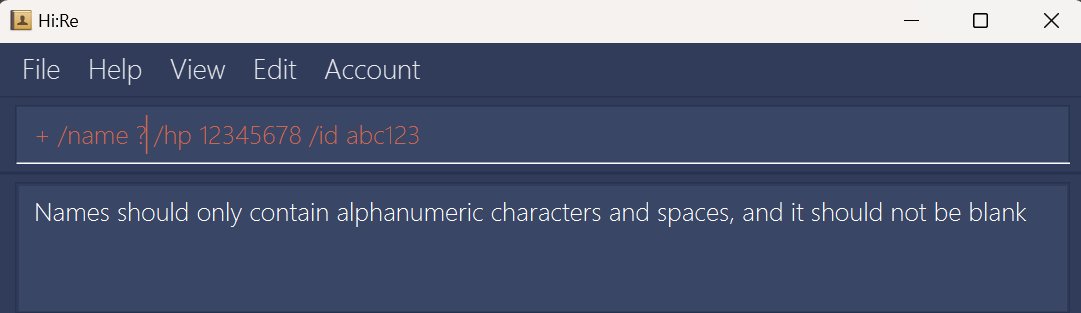 Hi:Re
File Help View Edit Account
+ /name ? /hp 12345678 /id abc123
Names should only contain alphanumeric characters and spaces, and it should not be blank